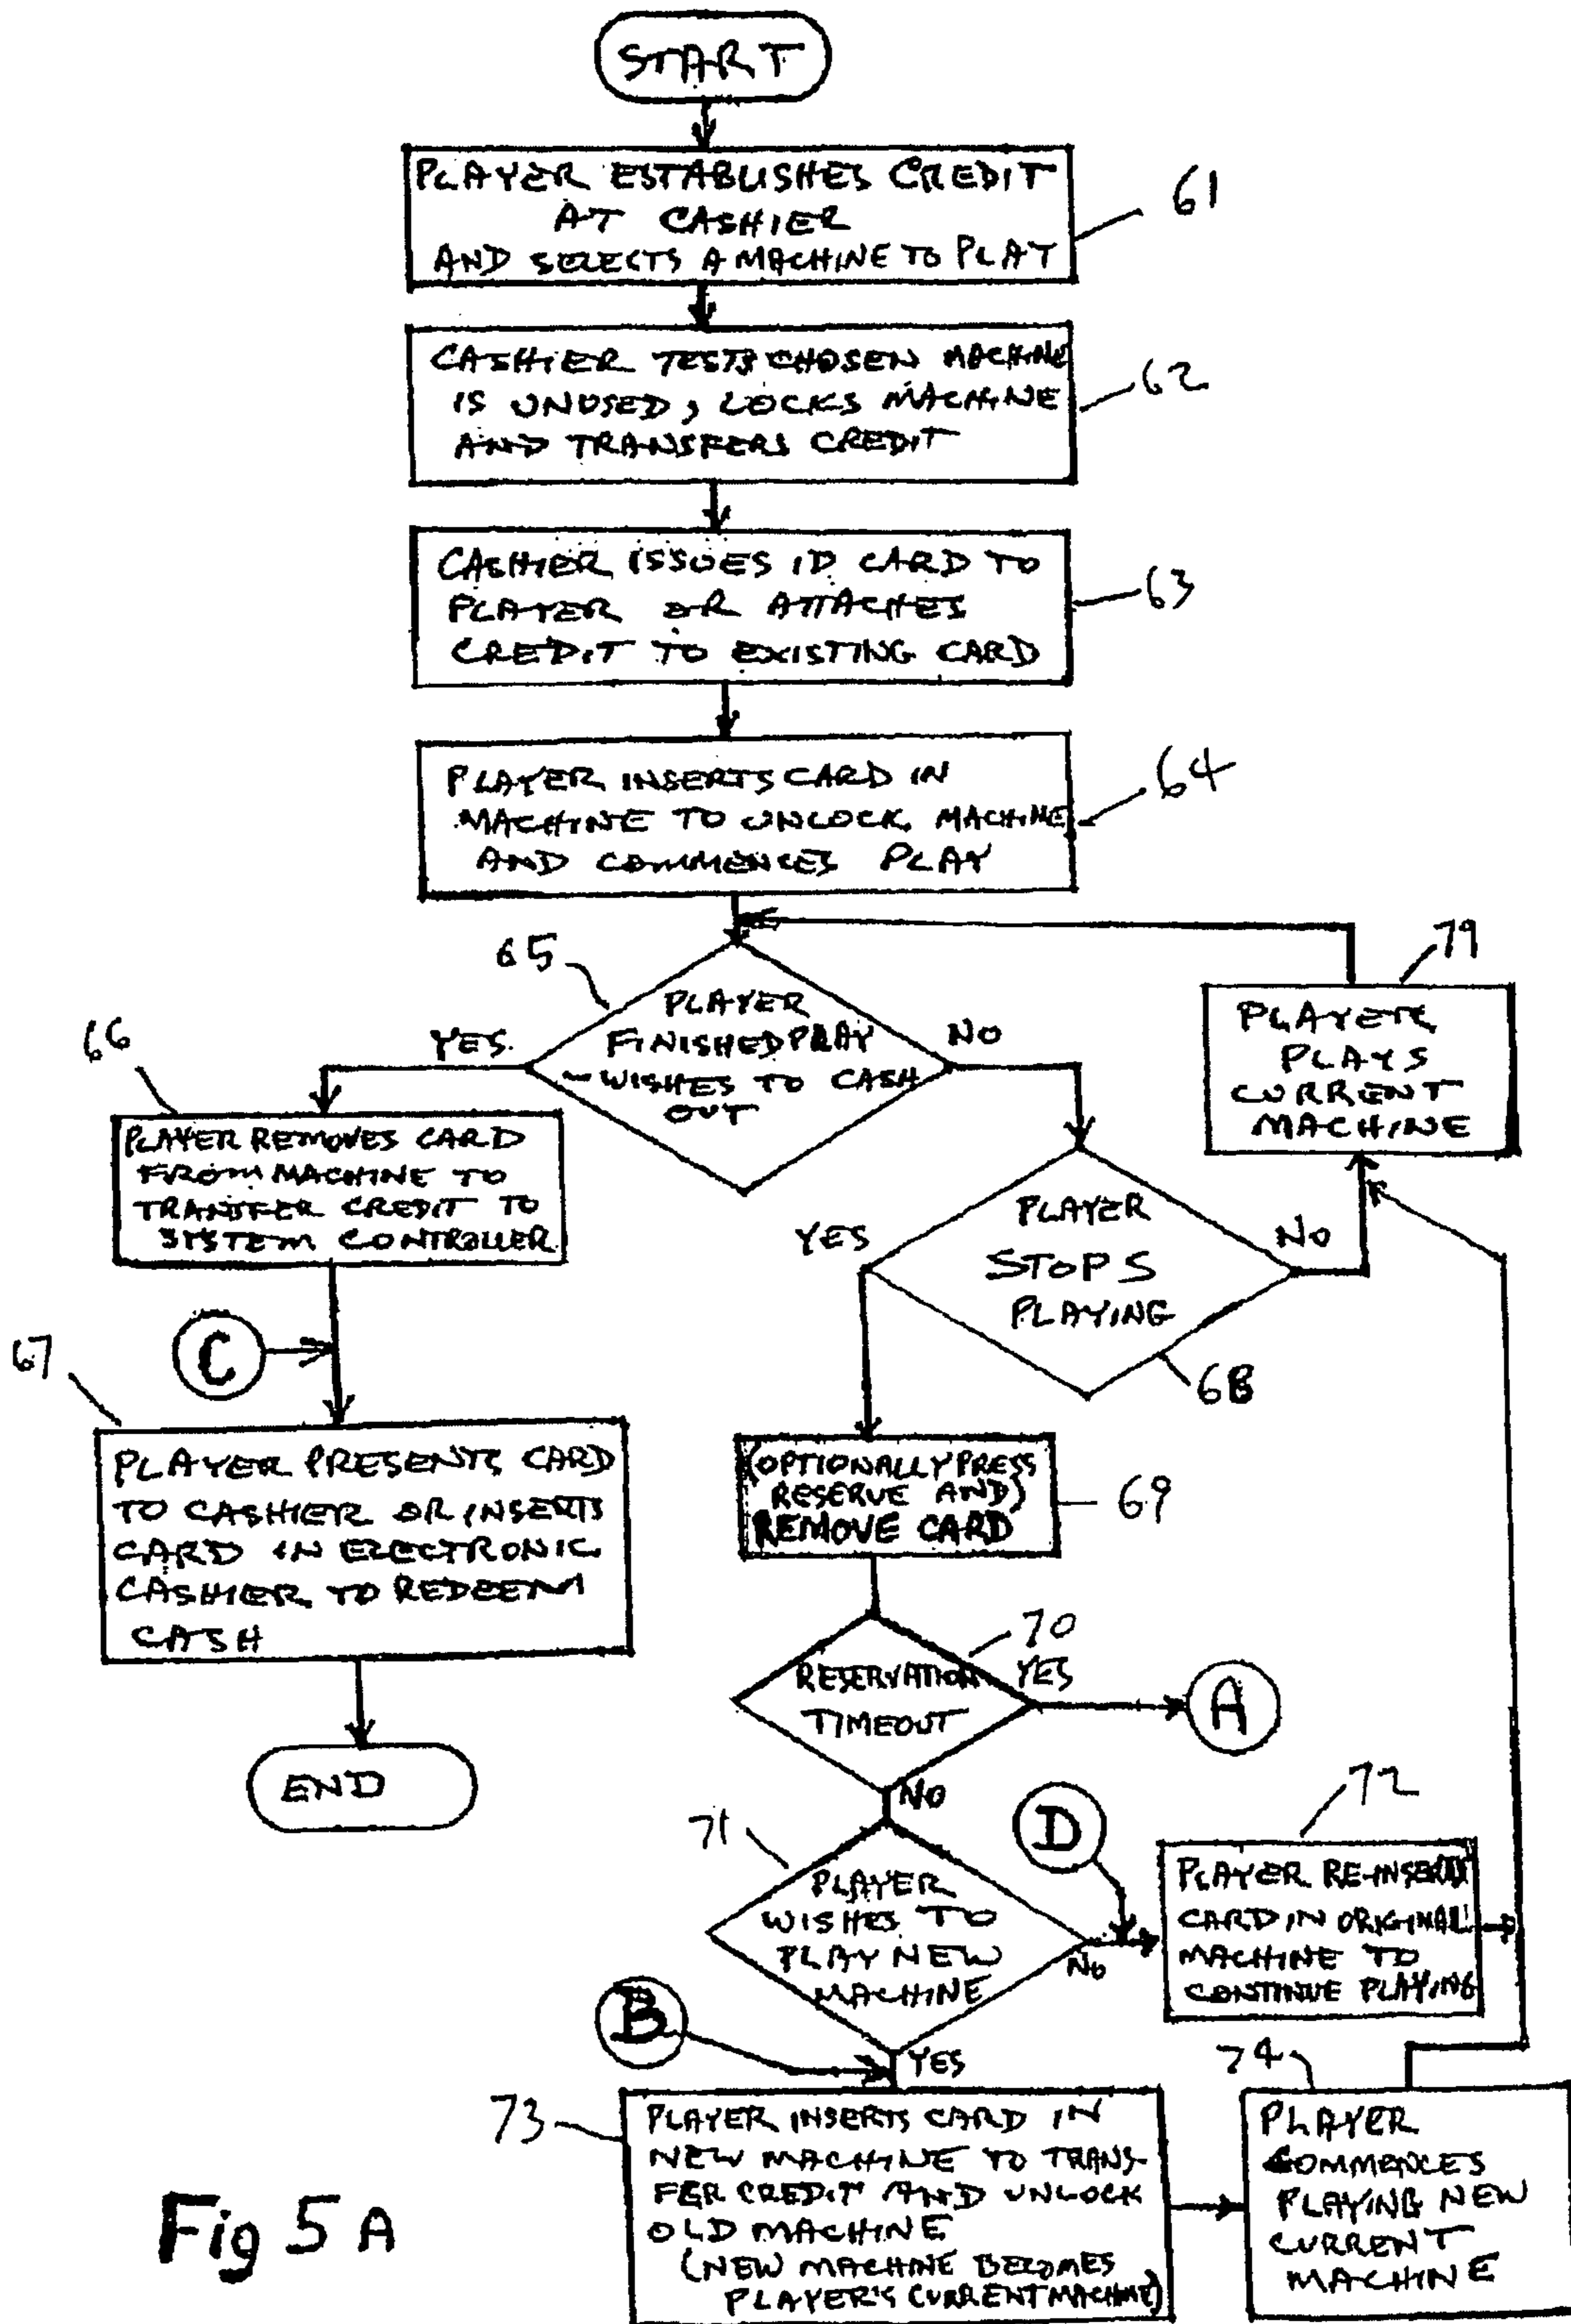 START
PLAYER ESTABLISHES CREDIT
AT CASHIER
AND SELECTS A MACHINE TO PLAY
61
CASHIER TESTS CHOSEN MACHINE
IS UNUSED, LOCKS MACHINE
AND TRANSFERS CREDIT
62
CASHIER ISSUES ID CARD TO
PLAYER OR ATTACHES
CREDIT TO EXISTING CARD
63
PLAYER INSERTS CARD IN
MACHINE TO UNLOCK MACHINE
AND COMMENCES PLAY
64
65
PLAYER
FINISHED PLAY
- WISHES TO CASH
OUT
YES
NO
79
PLAYER
PLAYS
CURRENT
MACHINE
66
PLAYER REMOVES CARD
FROM MACHINE TO
TRANSFER CREDIT TO
SYSTEM CONTROLLER
PLAYER
STOPS
PLAYING
YES
NO
68
C
67
PLAYER PRESENTS CARD
TO CASHIER OR INSERTS
CARD IN ELECTRONIC
CASHIER TO REDEEM
CASH
END
(OPTIONALLY PRESS
RESERVE AND)
REMOVE CARD
69
70
RESERVATION
TIMEOUT
YES
A
NO
71
PLAYER
WISHES TO
PLAY NEW
MACHINE
NO
D
72
PLAYER RE-INSERTS
CARD IN ORIGINAL
MACHINE TO
CONTINUE PLAYING
B
YES
73
PLAYER INSERTS CARD IN
NEW MACHINE TO TRANS-
FER CREDIT AND UNLOCK
OLD MACHINE
(NEW MACHINE BECOMES
PLAYER'S CURRENT MACHINE)
74
PLAYER
COMMENCES
PLAYING NEW
CURRENT
MACHINE
Fig 5A